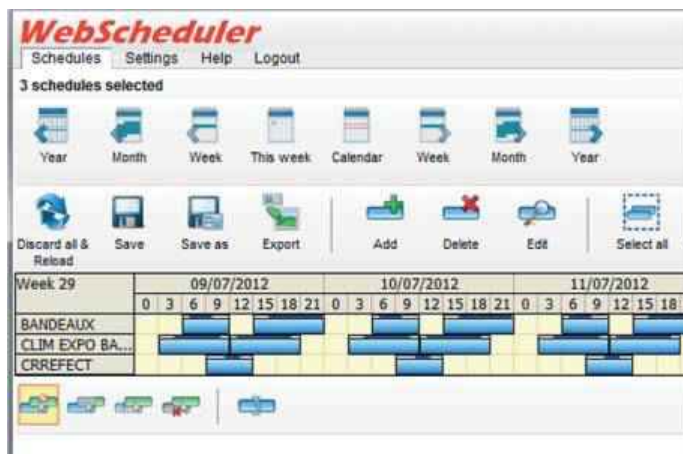 WebScheduler
Schedules Settings Help Logout
3 schedules selected
Year Month Week This week Calendar Week Month Year
Discard all & Reload Save Save as Export Add Delete Edit Select all
Week 29 09/07/2012 10/07/2012 11/07/2012
0 3 6 9 12 15 18 21 0 3 6 9 12 15 18 21 0 3 6 9 12 15 18
BANDEAUX
CLIM EXPO BA...
CRREFECT